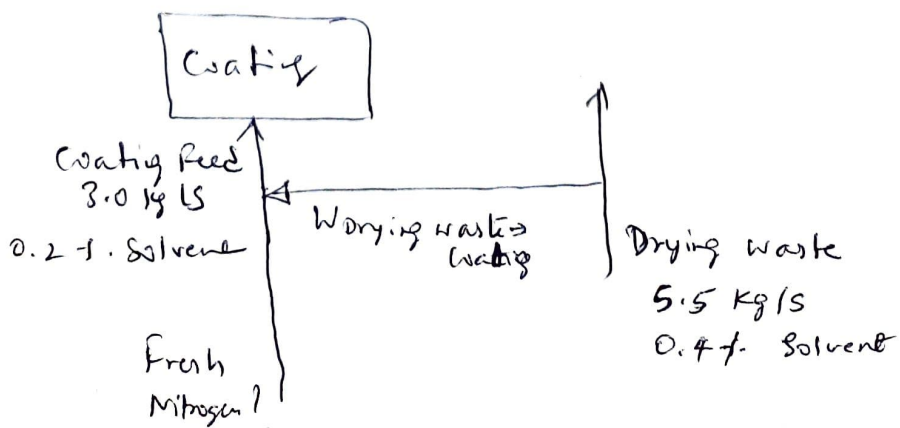 Coating
Coating feed
3.0 kg/s
0.2 %. Solvent
W Drying waste→
Coating
Drying waste
5.5 kg/s
0.4 %. Solvent
Fresh
Nitrogen?